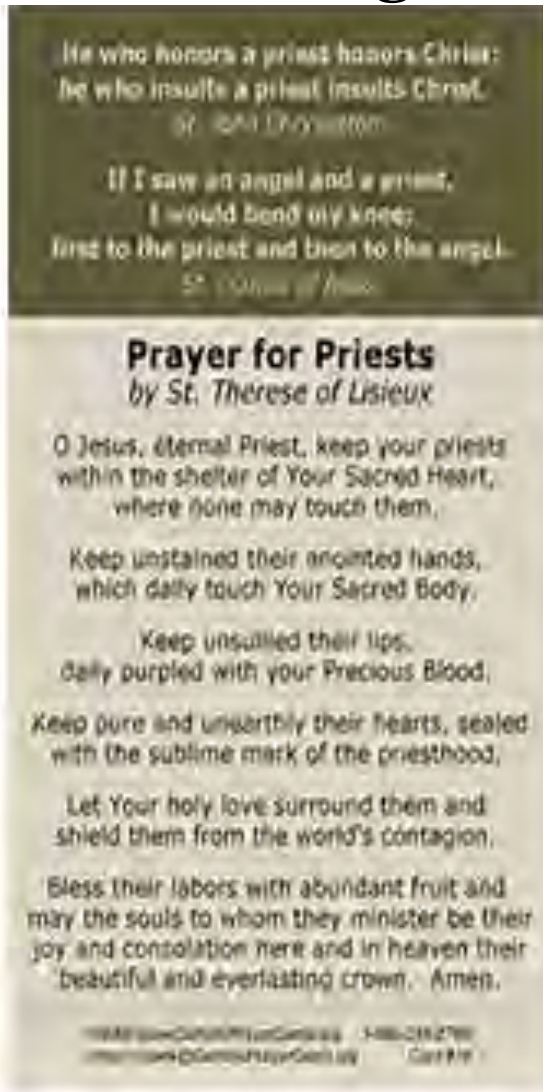 He who honors a priest honors Christ;
he who insults a priest insults Christ.
St. John Chrysostom
If I saw an angel and a priest,
I would bend my knee;
first to the priest and then to the angel.
St. Francis of Assisi
Prayer for Priests
by St. Therese of Lisieux
O Jesus, eternal Priest, keep your priests
within the shelter of Your Sacred Heart,
where none may touch them.
Keep unstained their anointed hands,
which daily touch Your Sacred Body.
Keep unsullied their lips,
daily purpled with your Precious Blood.
Keep pure and unearthly their hearts, sealed
with the sublime mark of the priesthood.
Let Your holy love surround them and
shield them from the world's contagion.
Bless their labors with abundant fruit and
may the souls to whom they minister be their
joy and consolation here and in heaven their
beautiful and everlasting crown. Amen.